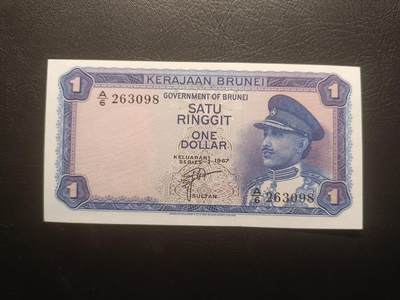 1 KERAJAAN BRUNEI 1
A/6 263098 GOVERNMENT OF BRUNEI
SATU
RINGGIT
ONE
DOLLAR
KELUARAN
SERIES 1967
SULTAN
A/6 263098
1 1